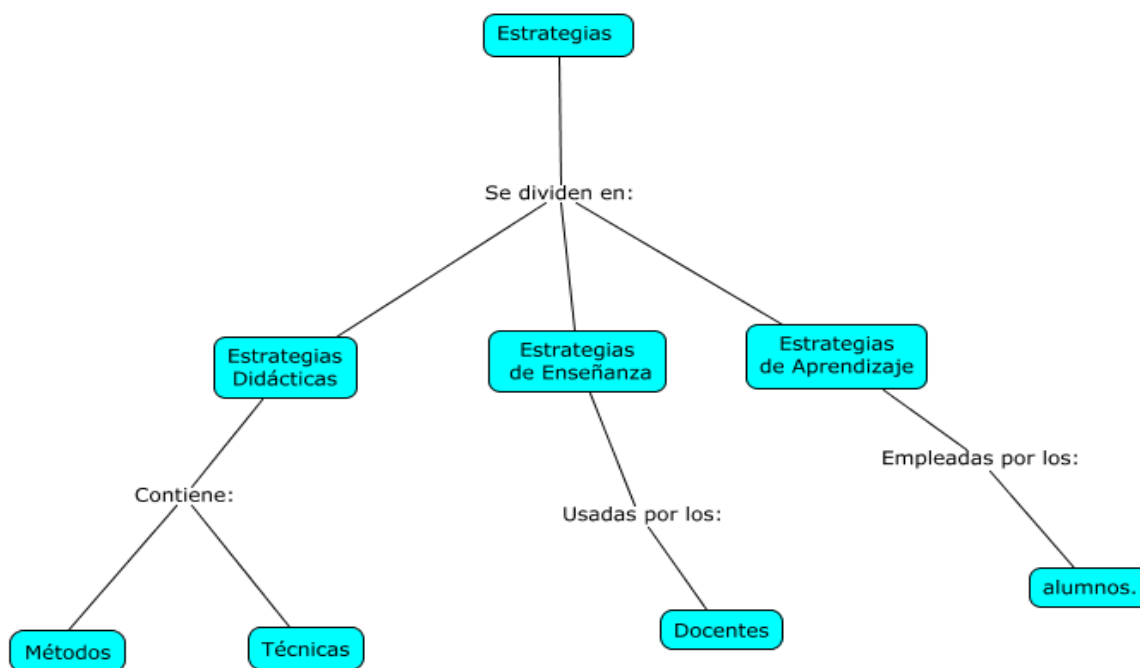 Estrategias
Se dividen en:
Estrategias
Didácticas
Estrategias
de Enseñanza
Estrategias
de Aprendizaje
Contiene:
Usadas por los:
Empleadas por los:
Métodos
Técnicas
Docentes
alumnos.